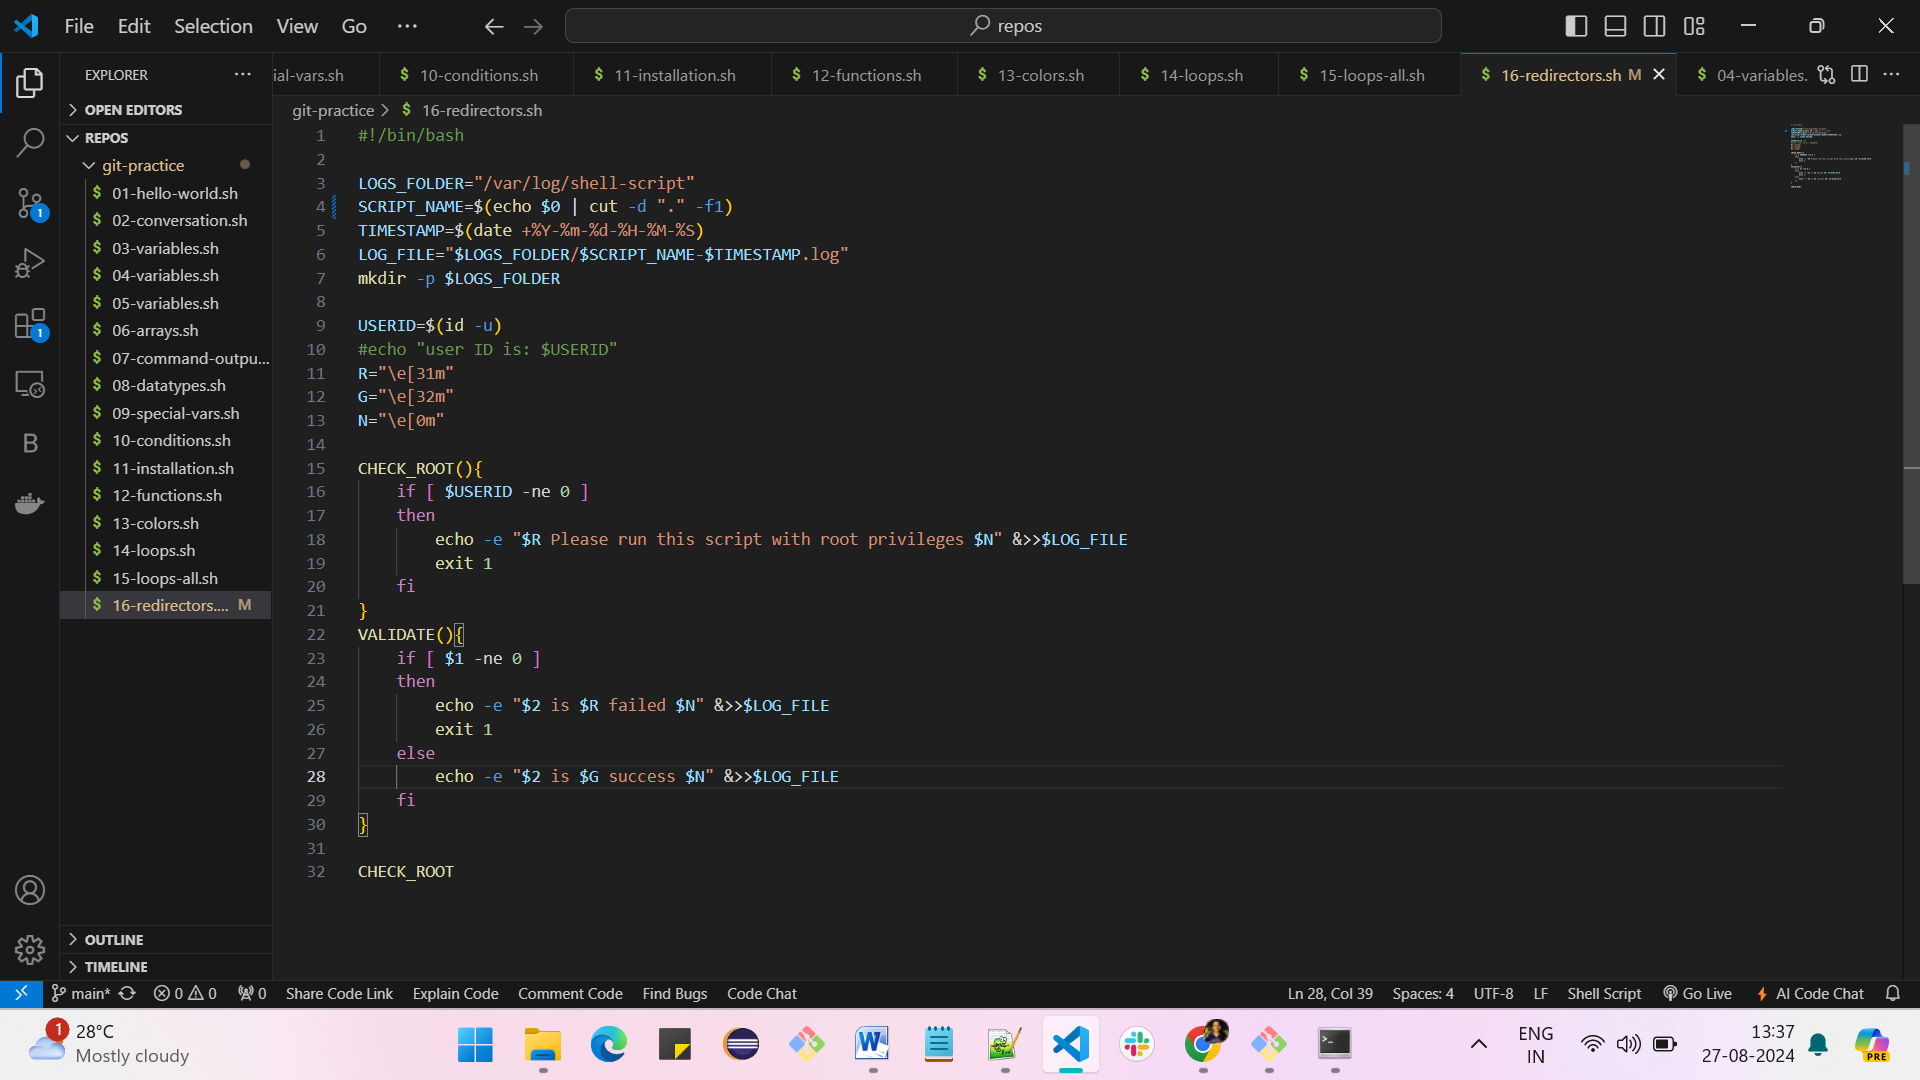 File Edit Selection View Go ··· repos
EXPLORER ···
ial-vars.sh $ 10-conditions.sh $ 11-installation.sh $ 12-functions.sh $ 13-colors.sh $ 14-loops.sh $ 15-loops-all.sh $ 16-redirectors.sh M $ 04-variables. ···
OPEN EDITORS
REPOS
git-practice
$ 01-hello-world.sh
$ 02-conversation.sh
$ 03-variables.sh
$ 04-variables.sh
$ 05-variables.sh
$ 06-arrays.sh
$ 07-command-outpu...
$ 08-datatypes.sh
$ 09-special-vars.sh
$ 10-conditions.sh
$ 11-installation.sh
$ 12-functions.sh
$ 13-colors.sh
$ 14-loops.sh
$ 15-loops-all.sh
$ 16-redirectors.... M
OUTLINE
TIMELINE
1
1
B
git-practice > $ 16-redirectors.sh
1 #!/bin/bash
2
3 LOGS_FOLDER="/var/log/shell-script"
4 SCRIPT_NAME=$(echo $0 | cut -d "." -f1)
5 TIMESTAMP=$(date +%Y-%m-%d-%H-%M-%S)
6 LOG_FILE="$LOGS_FOLDER/$SCRIPT_NAME-$TIMESTAMP.log"
7 mkdir -p $LOGS_FOLDER
8
9 USERID=$(id -u)
10 #echo "user ID is: $USERID"
11 R="\e[31m"
12 G="\e[32m"
13 N="\e[0m"
14
15 CHECK_ROOT(){
16 if [ $USERID -ne 0 ]
17 then
18 echo -e "$R Please run this script with root privileges $N" &>>$LOG_FILE
19 exit 1
20 fi
21 }
22 VALIDATE(){
23 if [ $1 -ne 0 ]
24 then
25 echo -e "$2 is $R failed $N" &>>$LOG_FILE
26 exit 1
27 else
28 echo -e "$2 is $G success $N" &>>$LOG_FILE
29 fi
30 }
31
32 CHECK_ROOT
main* 0 0 0 Share Code Link Explain Code Comment Code Find Bugs Code Chat Ln 28, Col 39 Spaces: 4 UTF-8 LF Shell Script Go Live AI Code Chat
1 28°C
Mostly cloudy
W
ENG
IN
13:37
27-08-2024
PRE